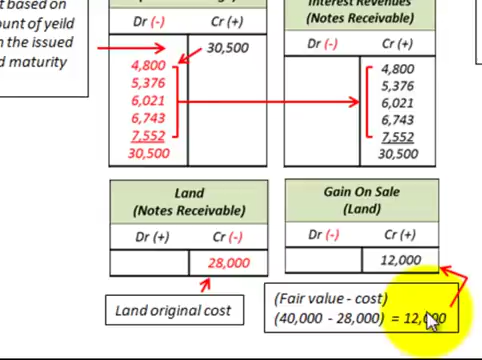 t based on
ount of yeild
n the issued
d maturity
Dr (-) Cr (+)
30,500
4,800
5,376
6,021
6,743
7,552
30,500
Interest Revenues
(Notes Receivable)
Dr (-) Cr (+)
4,800
5,376
6,021
6,743
7,552
30,500
Land
(Notes Receivable)
Dr (+) Cr (-)
28,000
Land original cost
Gain On Sale
(Land)
Dr (-) Cr (+)
12,000
(Fair value - cost)
(40,000 - 28,000) = 12,000